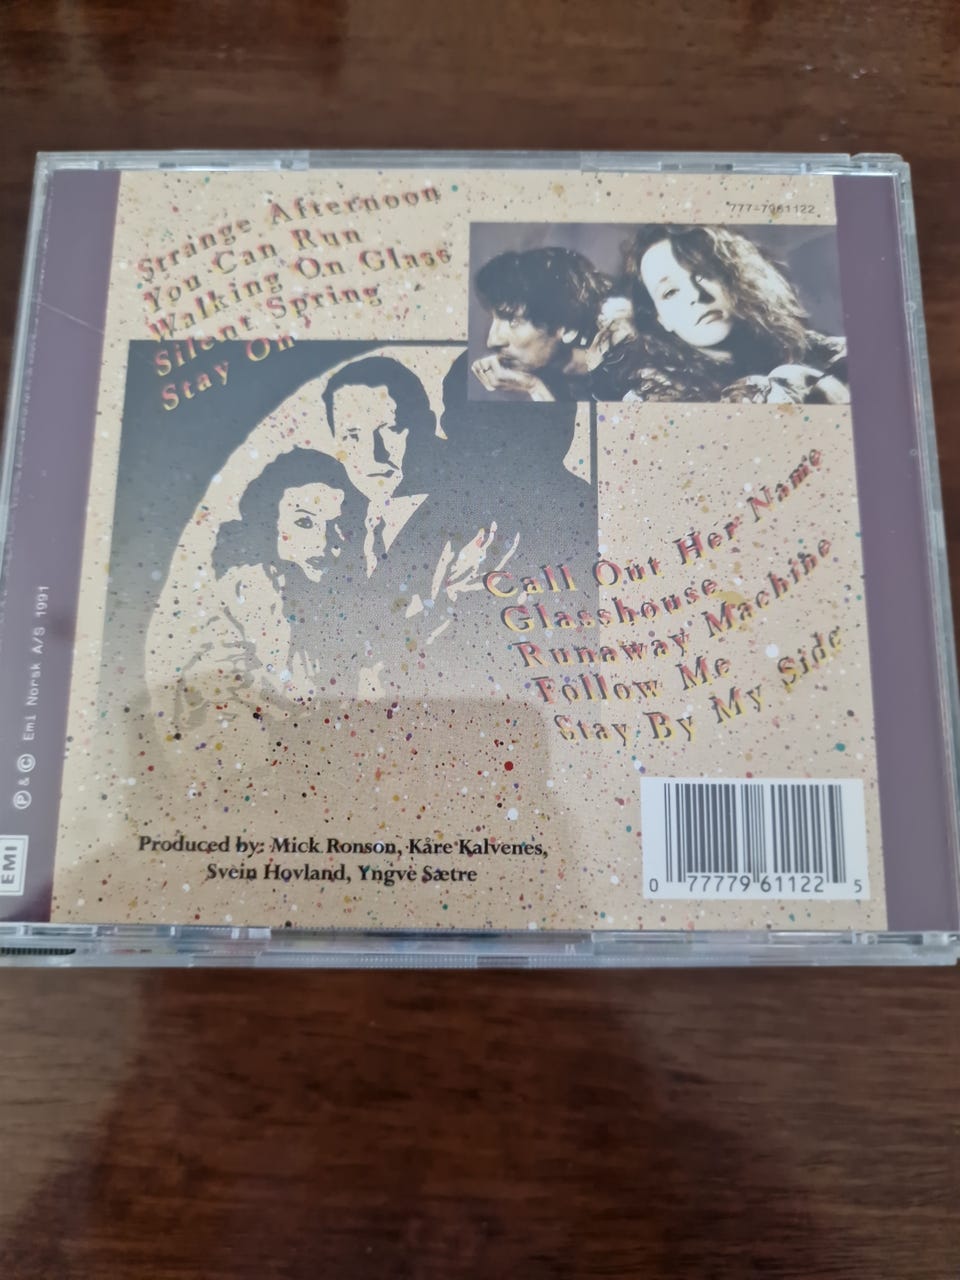 Strange Afternoon
You Can Run
Walking On Glass
Silent Spring
Stay On
777-7961122
Call Out Her Name
Glasshouse
Runaway Machine
Follow Me
Stay By My Side
Produced by: Mick Ronson, Kåre Kalvenes,
Svein Hovland, Yngve Sætre
0 77779 61122 5
℗ & © Emi Norsk A/S 1991
EMI